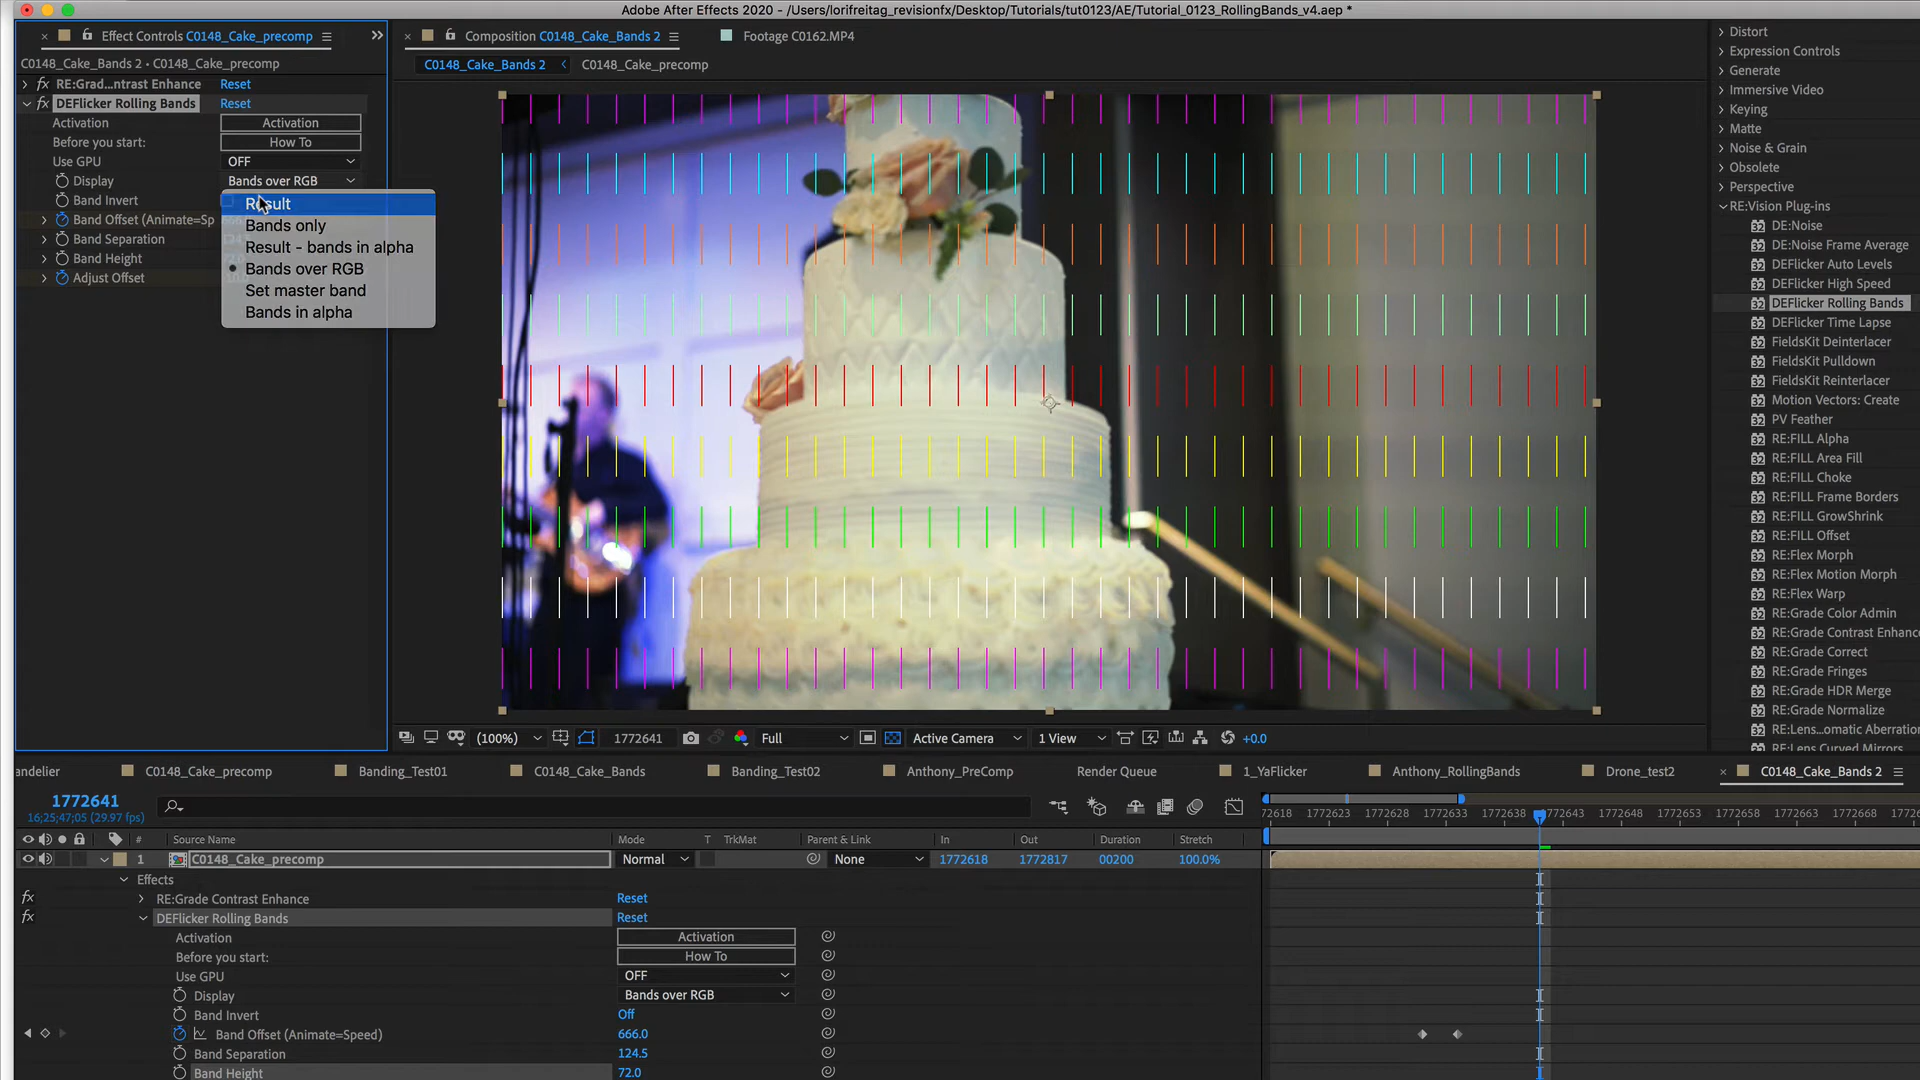 Adobe After Effects 2020 - /Users/lorifreitag_revisionfx/Desktop/Tutorials/tut0123/AE/Tutorial_0123_RollingBands_v4.aep *
Effect Controls C0148_Cake_precomp
C0148_Cake_Bands 2 • C0148_Cake_precomp
RE:Grad...ntrast Enhance Reset
DEFlicker Rolling Bands Reset
Activation Activation
Before you start: How To
Use GPU OFF
Display Bands over RGB
Band Invert
Band Offset (Animate=Sp
Band Separation
Band Height
Adjust Offset
Result
Bands only
Result - bands in alpha
Bands over RGB
Set master band
Bands in alpha
Composition C0148_Cake_Bands 2
Footage C0162.MP4
C0148_Cake_Bands 2 C0148_Cake_precomp
(100%) 1772641 Full Active Camera 1 View +0.0
Distort
Expression Controls
Generate
Immersive Video
Keying
Matte
Noise & Grain
Obsolete
Perspective
RE:Vision Plug-ins
DE:Noise
DE:Noise Frame Average
DEFlicker Auto Levels
DEFlicker High Speed
DEFlicker Rolling Bands
DEFlicker Time Lapse
FieldsKit Deinterlacer
FieldsKit Pulldown
FieldsKit Reinterlacer
Motion Vectors: Create
PV Feather
RE:FILL Alpha
RE:FILL Area Fill
RE:FILL Choke
RE:FILL Frame Borders
RE:FILL GrowShrink
RE:FILL Offset
RE:Flex Morph
RE:Flex Motion Morph
RE:Flex Warp
RE:Grade Color Admin
RE:Grade Contrast Enhance
RE:Grade Correct
RE:Grade Fringes
RE:Grade HDR Merge
RE:Grade Normalize
RE:Lens...omatic Aberration
RE:Lens Curved Mirrors
andelier C0148_Cake_precomp Banding_Test01 C0148_Cake_Bands Banding_Test02 Anthony_PreComp Render Queue 1_YaFlicker Anthony_RollingBands Drone_test2 C0148_Cake_Bands 2
1772641
16;25;47;05 (29.97 fps)
72618 1772623 1772628 1772633 1772638 1772643 1772648 1772653 1772658 1772663 1772668 17726
# Source Name Mode T TrkMat Parent & Link In Out Duration Stretch
1 C0148_Cake_precomp Normal None 1772618 1772817 00200 100.0%
Effects
fx RE:Grade Contrast Enhance Reset
fx DEFlicker Rolling Bands Reset
Activation Activation
Before you start: How To
Use GPU OFF
Display Bands over RGB
Band Invert Off
Band Offset (Animate=Speed) 666.0
Band Separation 124.5
Band Height 72.0